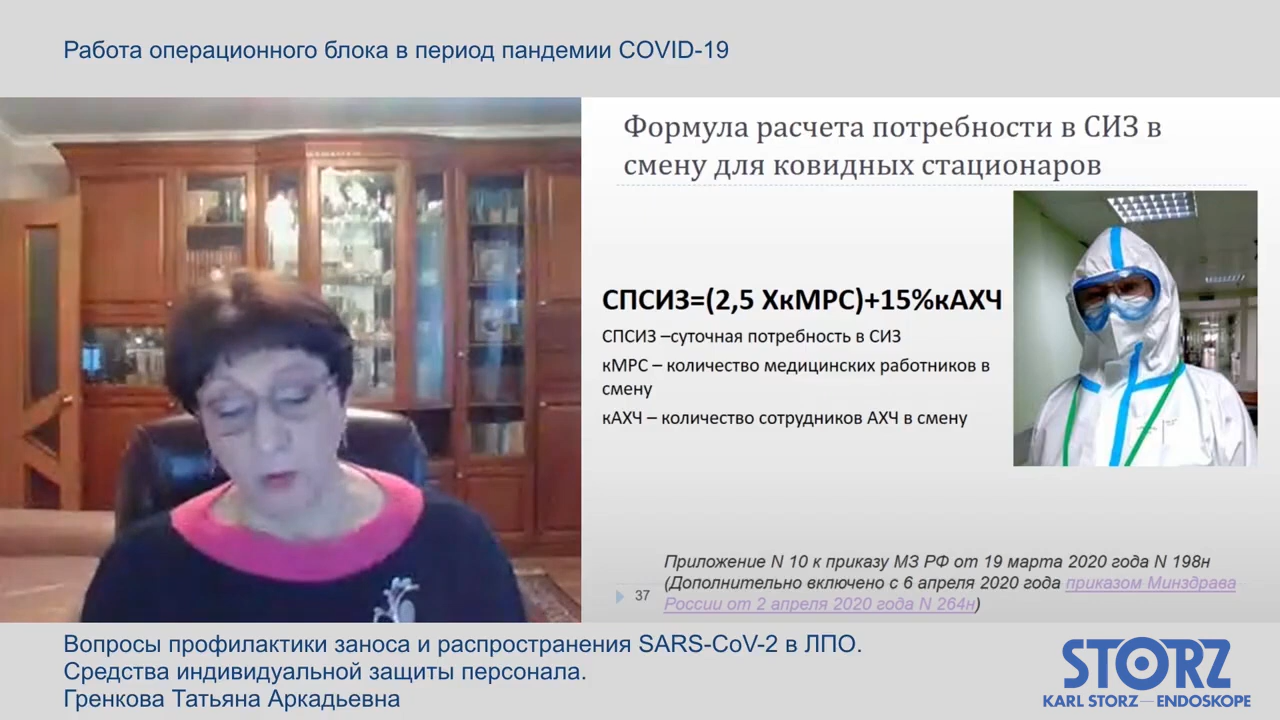 Работа операционного блока в период пандемии COVID-19
Формула расчета потребности в СИЗ в
смену для ковидных стационаров
СПСИЗ=(2,5 ХкМРС)+15%кАХЧ
СПСИЗ –суточная потребность в СИЗ
кМРС – количество медицинских работников в
смену
кАХЧ – количество сотрудников АХЧ в смену
Приложение N 10 к приказу МЗ РФ от 19 марта 2020 года N 198н
(Дополнительно включено с 6 апреля 2020 года приказом Минздрава
России от 2 апреля 2020 года N 264н)
37
Вопросы профилактики заноса и распространения SARS-CoV-2 в ЛПО.
Средства индивидуальной защиты персонала.
Гренкова Татьяна Аркадьевна
STORZ
KARL STORZ—ENDOSKOPE